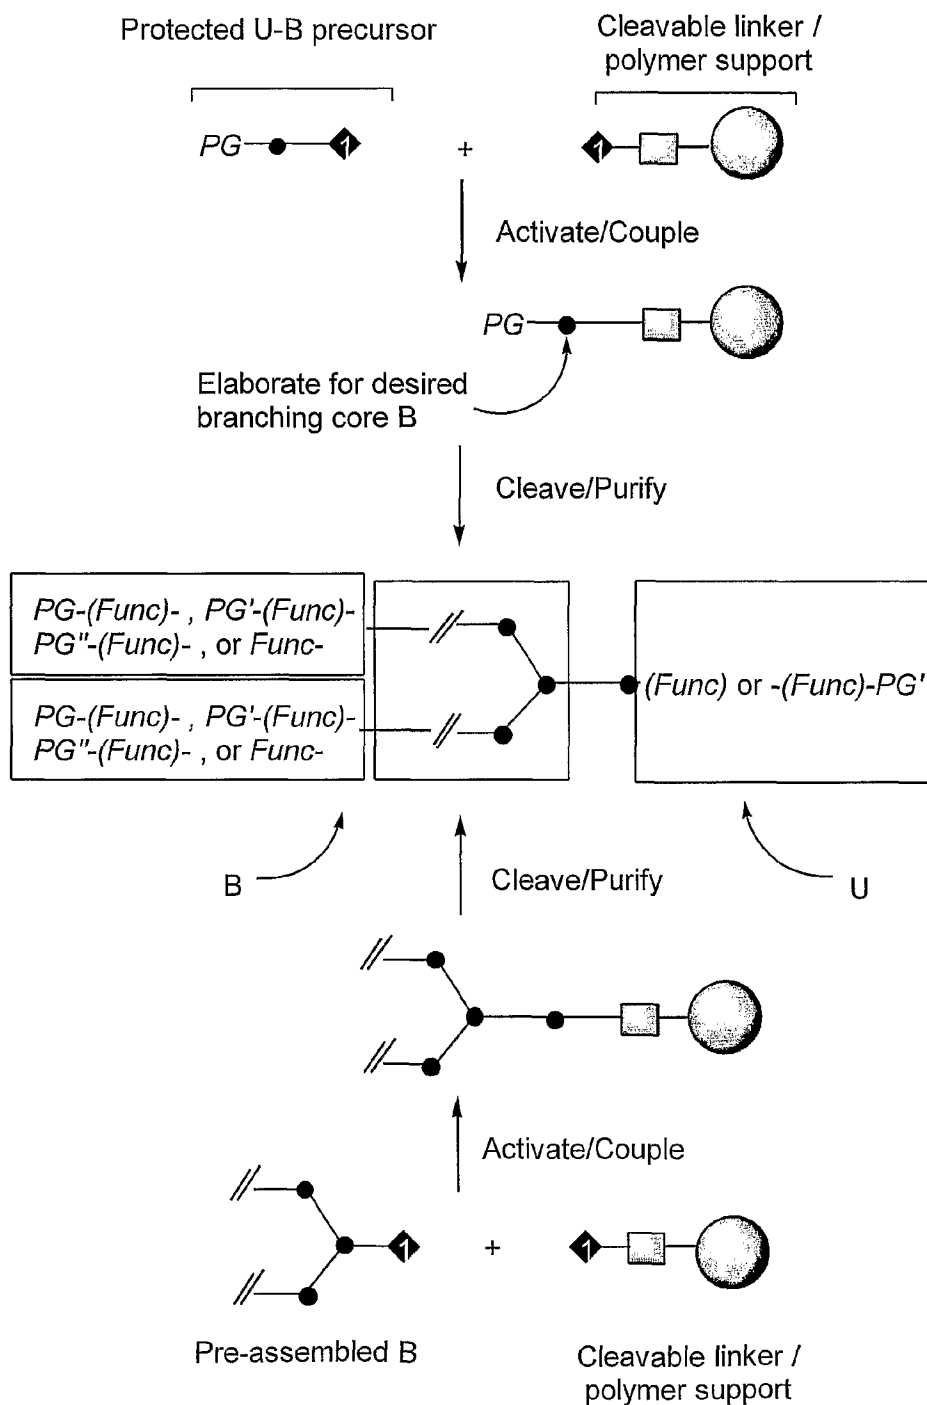 Protected U-B precursor
Cleavable linker /
polymer support
PG
1
+
1
Activate/Couple
PG
Elaborate for desired
branching core B
Cleave/Purify
PG-(Func)- , PG'-(Func)-
PG"-(Func)- , or Func-
(Func) or -(Func)-PG'
PG-(Func)- , PG'-(Func)-
PG"-(Func)- , or Func-
B
Cleave/Purify
U
Activate/Couple
1
+
1
Pre-assembled B
Cleavable linker /
polymer support